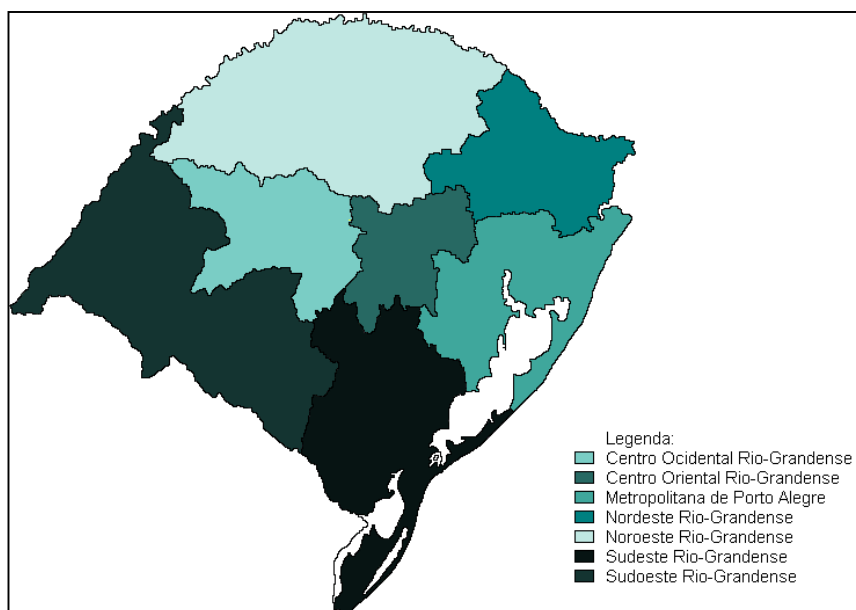 Legenda:
Centro Ocidental Rio-Grandense
Centro Oriental Rio-Grandense
Metropolitana de Porto Alegre
Nordeste Rio-Grandense
Noroeste Rio-Grandense
Sudeste Rio-Grandense
Sudoeste Rio-Grandense